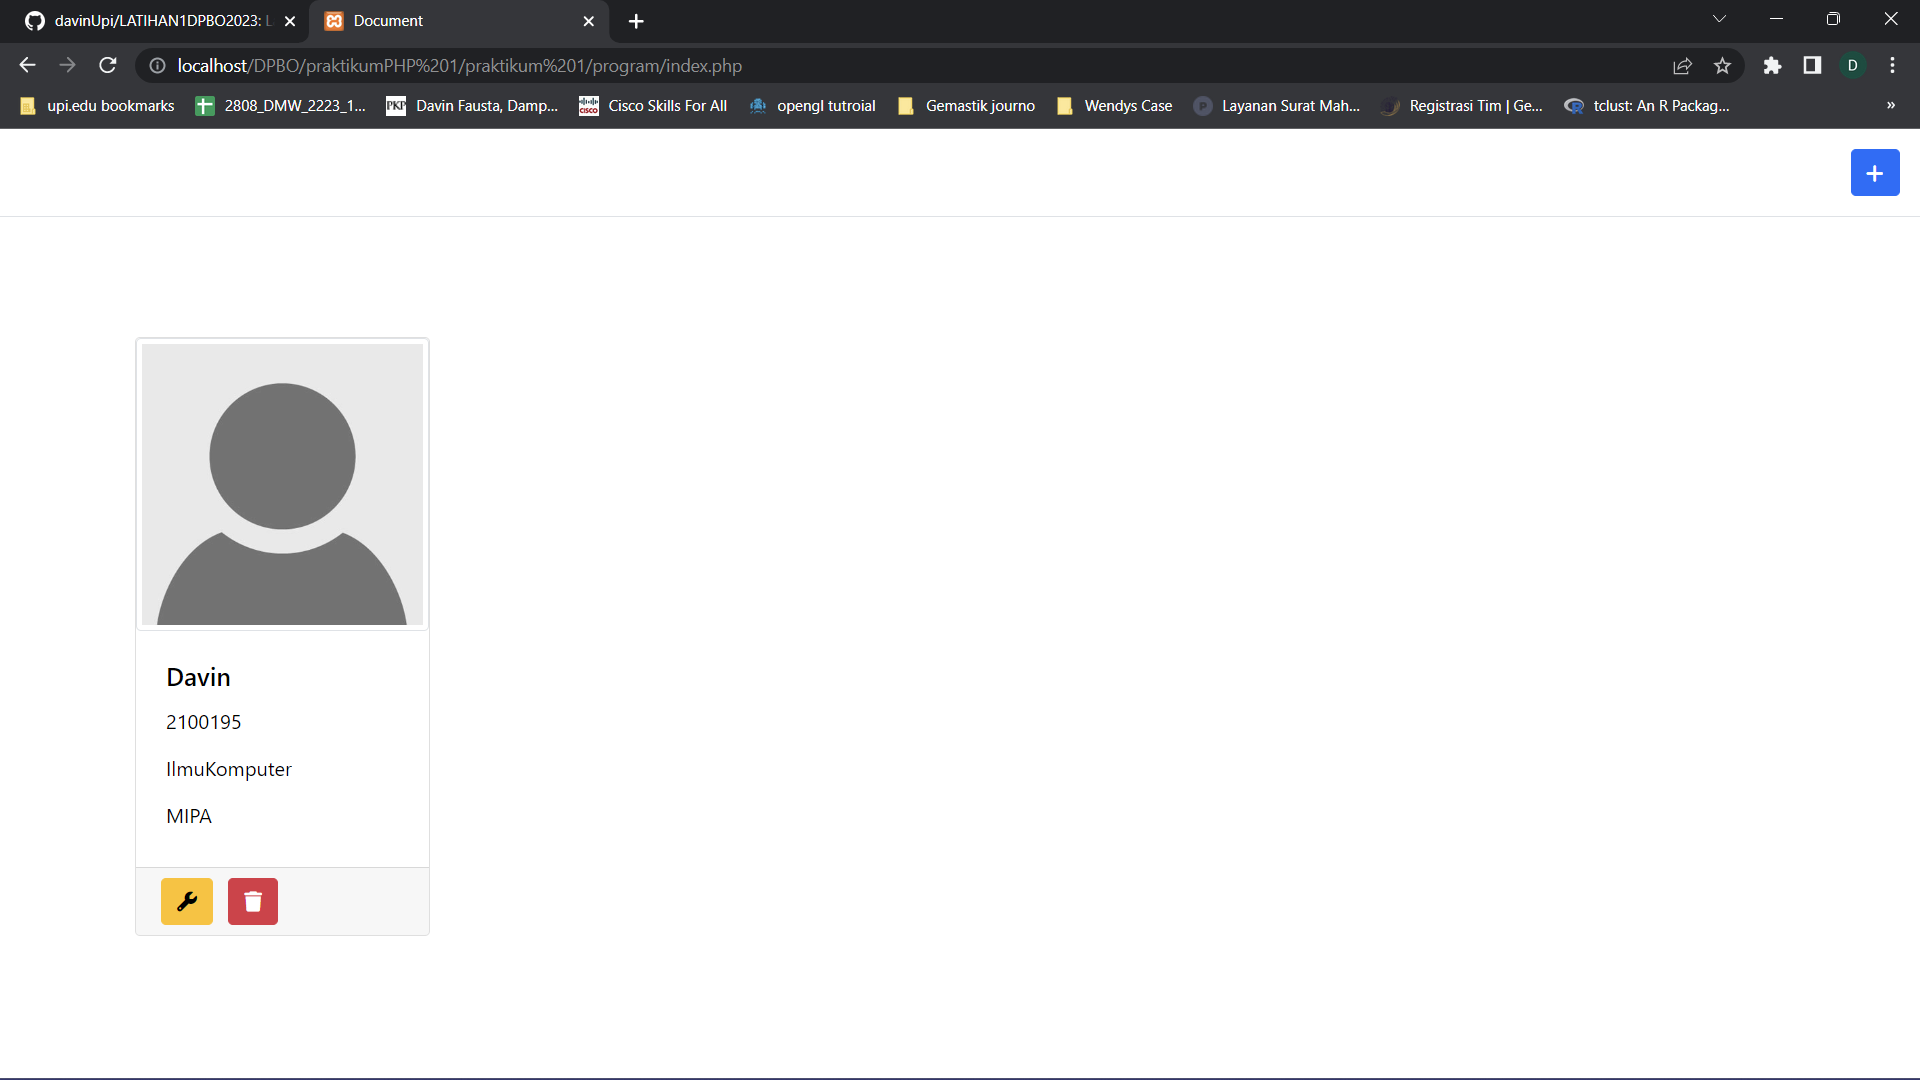 davinUpi/LATIHAN1DPBO2023: L
Document
localhost/DPBO/praktikumPHP%201/praktikum%201/program/index.php
D
upi.edu bookmarks
2808_DMW_2223_1...
PKP
Davin Fausta, Damp...
CISCO
Cisco Skills For All
opengl tutroial
Gemastik journo
Wendys Case
P
Layanan Surat Mah...
Registrasi Tim | Ge...
R
tclust: An R Packag...
»
Davin
2100195
IlmuKomputer
MIPA